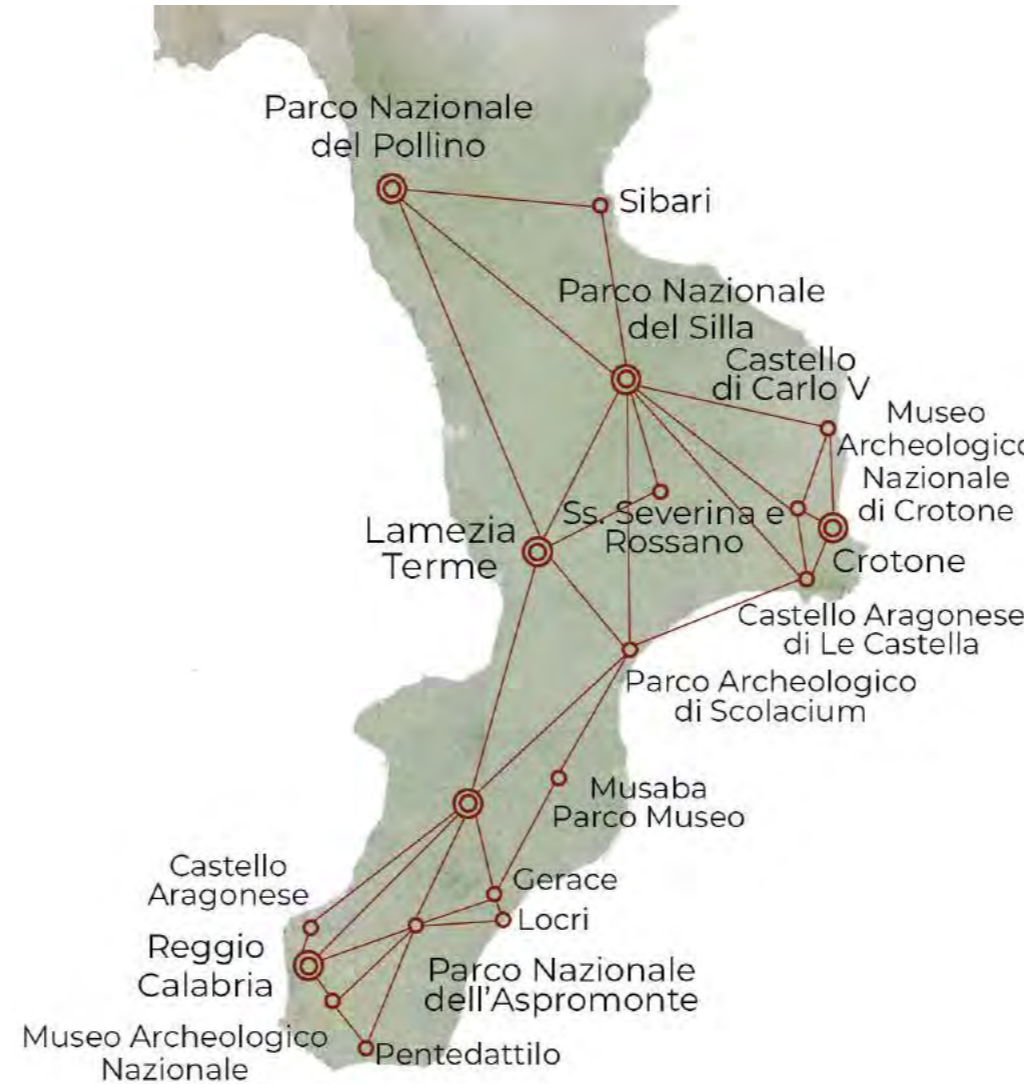 Parco Nazionale
del Pollino
Sibari
Parco Nazionale
del Silla
Castello
di Carlo V
Museo
Archeologico
Nazionale
di Crotone
Lamezia
Terme
Ss. Severina e
Rossano
Crotone
Castello Aragonese
di Le Castella
Parco Archeologico
di Scolacium
Musaba
Parco Museo
Castello
Aragonese
Gerace
Locri
Reggio
Calabria
Parco Nazionale
dell'Aspromonte
Museo Archeologico
Nazionale
Pentedattilo